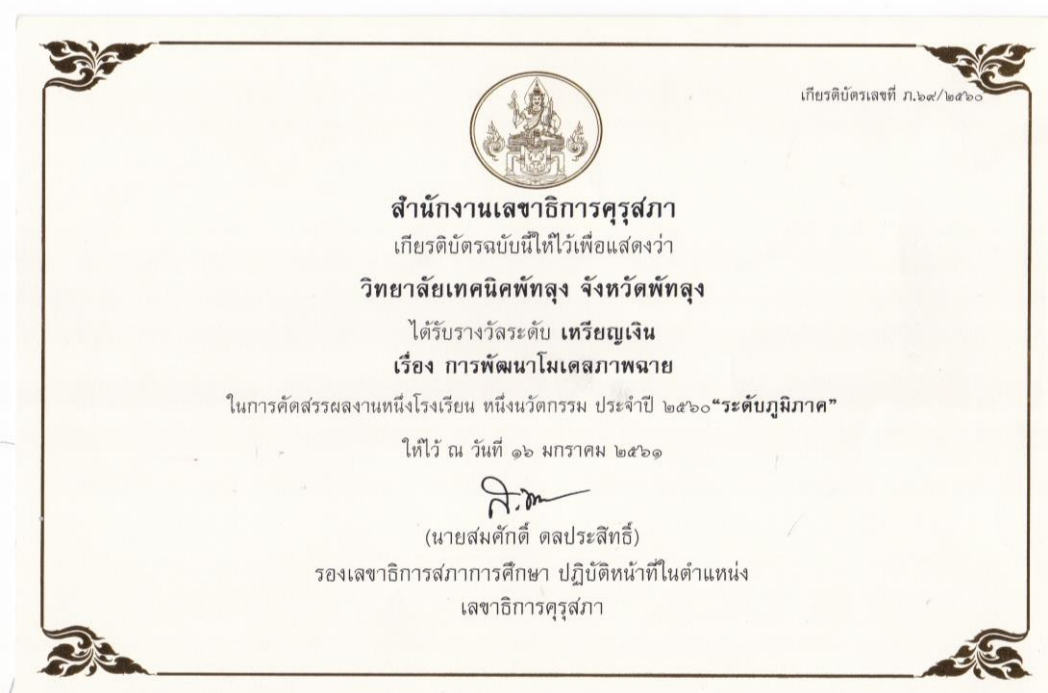 เกียรติบัตรเลขที่ ภ.๖๙/๒๕๖๐
สำนักงานเลขาธิการคุรุสภา
เกียรติบัตรฉบับนี้ให้ไว้เพื่อแสดงว่า
วิทยาลัยเทคนิคพัทลุง จังหวัดพัทลุง
ได้รับรางวัลระดับ เหรียญเงิน
เรื่อง การพัฒนาโมเดลภาพฉาย
ในการคัดสรรผลงานหนึ่งโรงเรียน หนึ่งนวัตกรรม ประจำปี ๒๕๖๐“ระดับภูมิภาค”
ให้ไว้ ณ วันที่ ๑๖ มกราคม ๒๕๖๑
(นายสมศักดิ์ ดลประสิทธิ์)
รองเลขาธิการสภาการศึกษา ปฏิบัติหน้าที่ในตำแหน่ง
เลขาธิการคุรุสภา